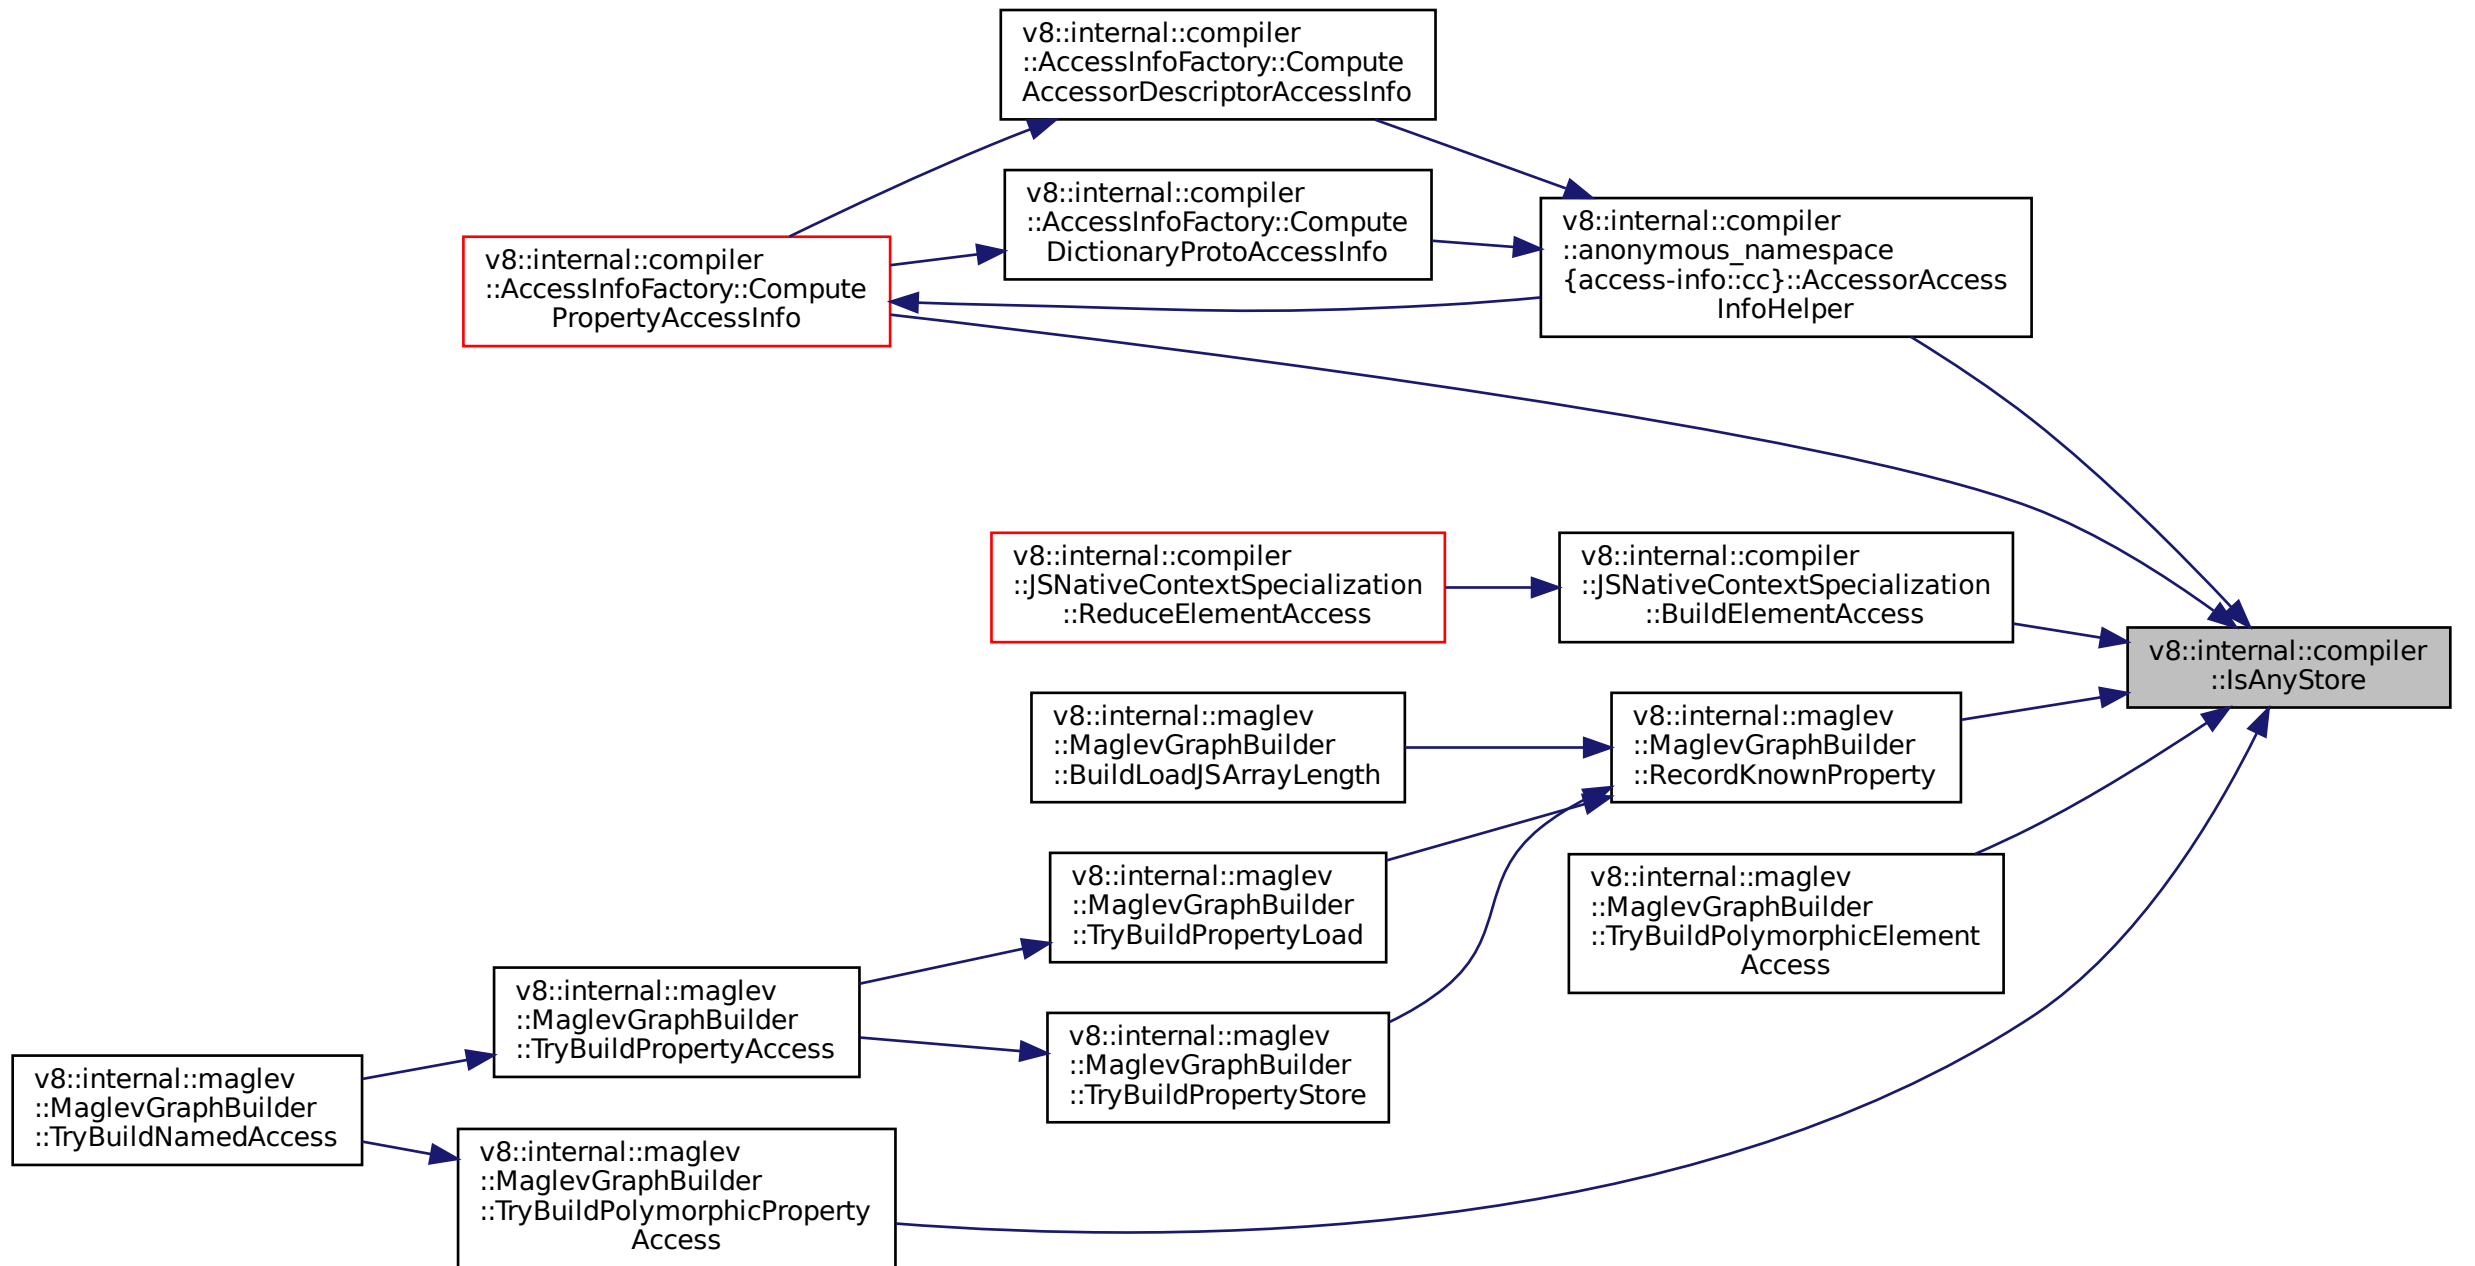 v8::internal::compiler
::AccessInfoFactory::Compute
AccessorDescriptorAccessInfo
v8::internal::compiler
::AccessInfoFactory::Compute
DictionaryProtoAccessInfo
v8::internal::compiler
::anonymous_namespace
{access-info::cc}::AccessorAccess
InfoHelper
v8::internal::compiler
::AccessInfoFactory::Compute
PropertyAccessInfo
v8::internal::compiler
::JSNativeContextSpecialization
::ReduceElementAccess
v8::internal::compiler
::JSNativeContextSpecialization
::BuildElementAccess
v8::internal::compiler
::IsAnyStore
v8::internal::maglev
::MaglevGraphBuilder
::BuildLoadJSArrayLength
v8::internal::maglev
::MaglevGraphBuilder
::RecordKnownProperty
v8::internal::maglev
::MaglevGraphBuilder
::TryBuildPropertyLoad
v8::internal::maglev
::MaglevGraphBuilder
::TryBuildPolymorphicElement
Access
v8::internal::maglev
::MaglevGraphBuilder
::TryBuildPropertyAccess
v8::internal::maglev
::MaglevGraphBuilder
::TryBuildPropertyStore
v8::internal::maglev
::MaglevGraphBuilder
::TryBuildNamedAccess
v8::internal::maglev
::MaglevGraphBuilder
::TryBuildPolymorphicProperty
Access